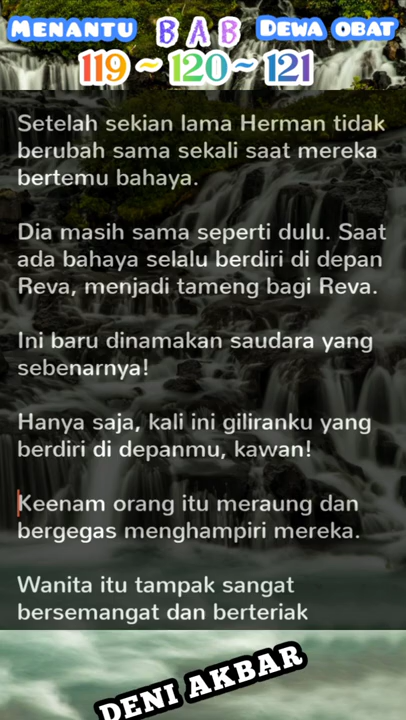 MENANTU BAB DEWA OBAT
119 ~ 120 ~ 121
Setelah sekian lama Herman tidak
berubah sama sekali saat mereka
bertemu bahaya.
Dia masih sama seperti dulu. Saat
ada bahaya selalu berdiri di depan
Reva, menjadi tameng bagi Reva.
Ini baru dinamakan saudara yang
sebenarnya!
Hanya saja, kali ini giliranku yang
berdiri di depanmu, kawan!
Keenam orang itu meraung dan
bergegas menghampiri mereka.
Wanita itu tampak sangat
bersemangat dan berteriak
DENI AKBAR